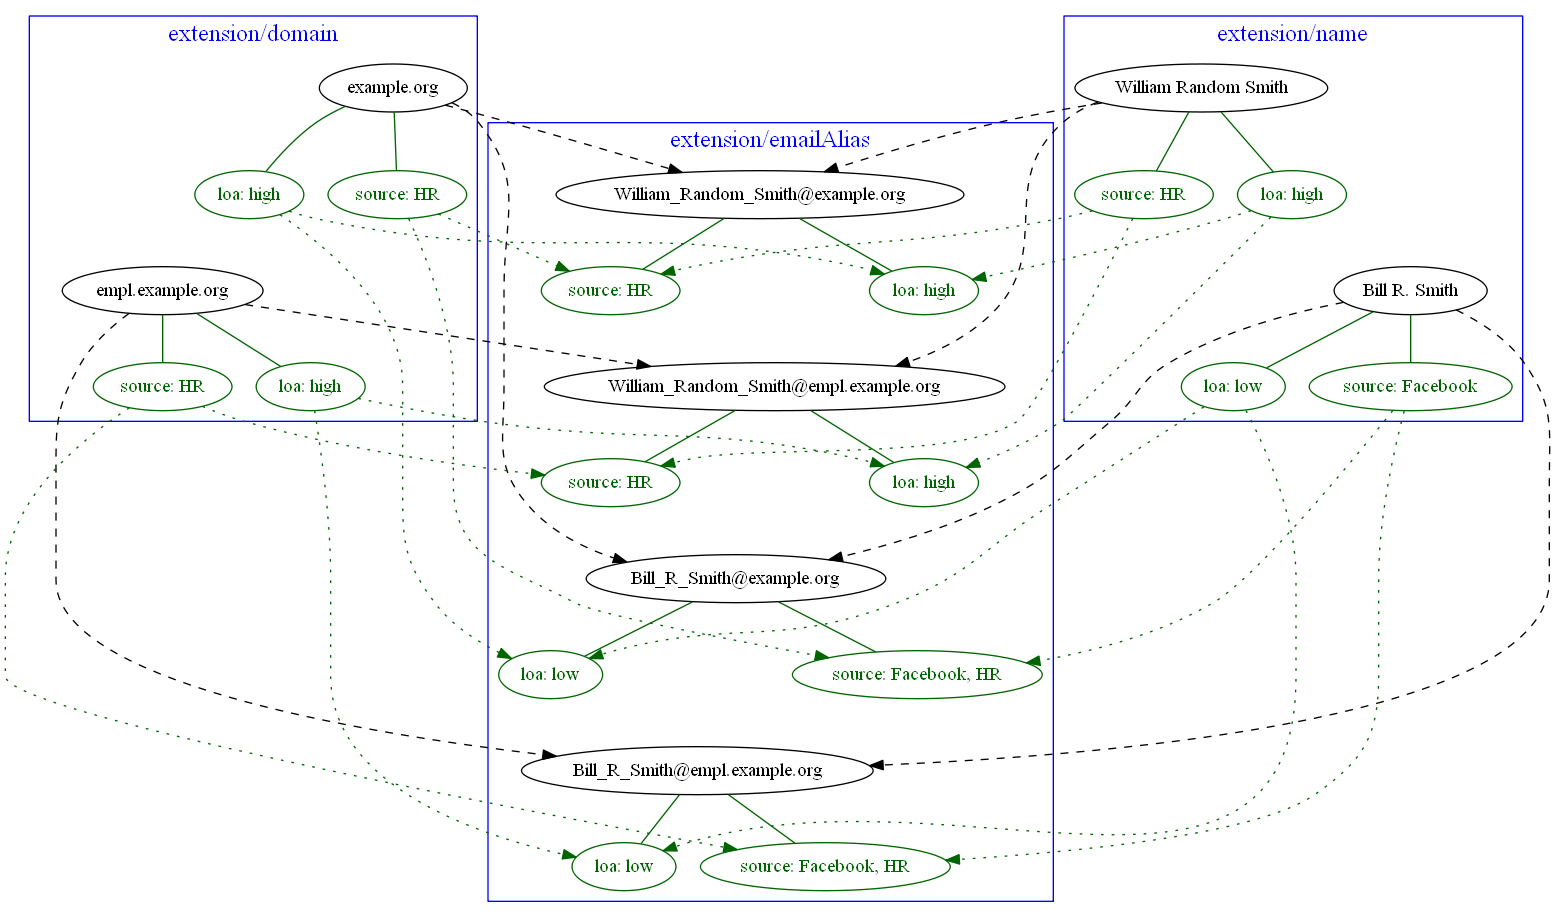 extension/domain
example.org
loa: high
source: HR
empl.example.org
source: HR
loa: high
extension/emailAlias
William_Random_Smith@example.org
source: HR
loa: high
William_Random_Smith@empl.example.org
source: HR
loa: high
Bill_R_Smith@example.org
loa: low
source: Facebook, HR
Bill_R_Smith@empl.example.org
loa: low
source: Facebook, HR
extension/name
William Random Smith
source: HR
loa: high
Bill R. Smith
loa: low
source: Facebook